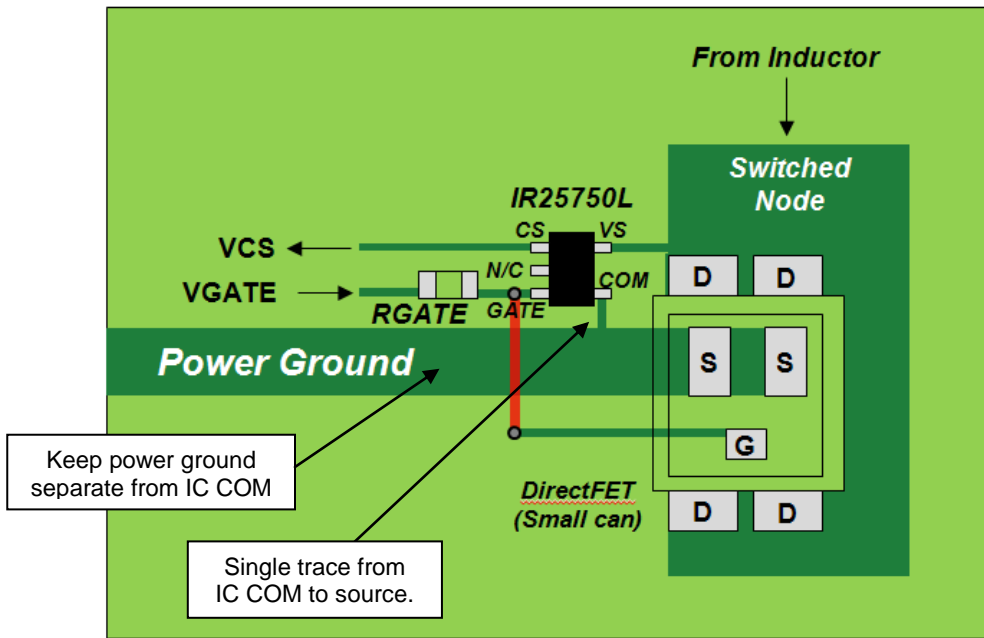 From Inductor
Switched
Node
IR25750L
CS
VS
VCS
N/C
COM
VGATE
RGATE
GATE
D
D
Power Ground
S
S
G
Keep power ground
separate from IC COM
DirectFET
(Small can)
D
D
Single trace from
IC COM to source.